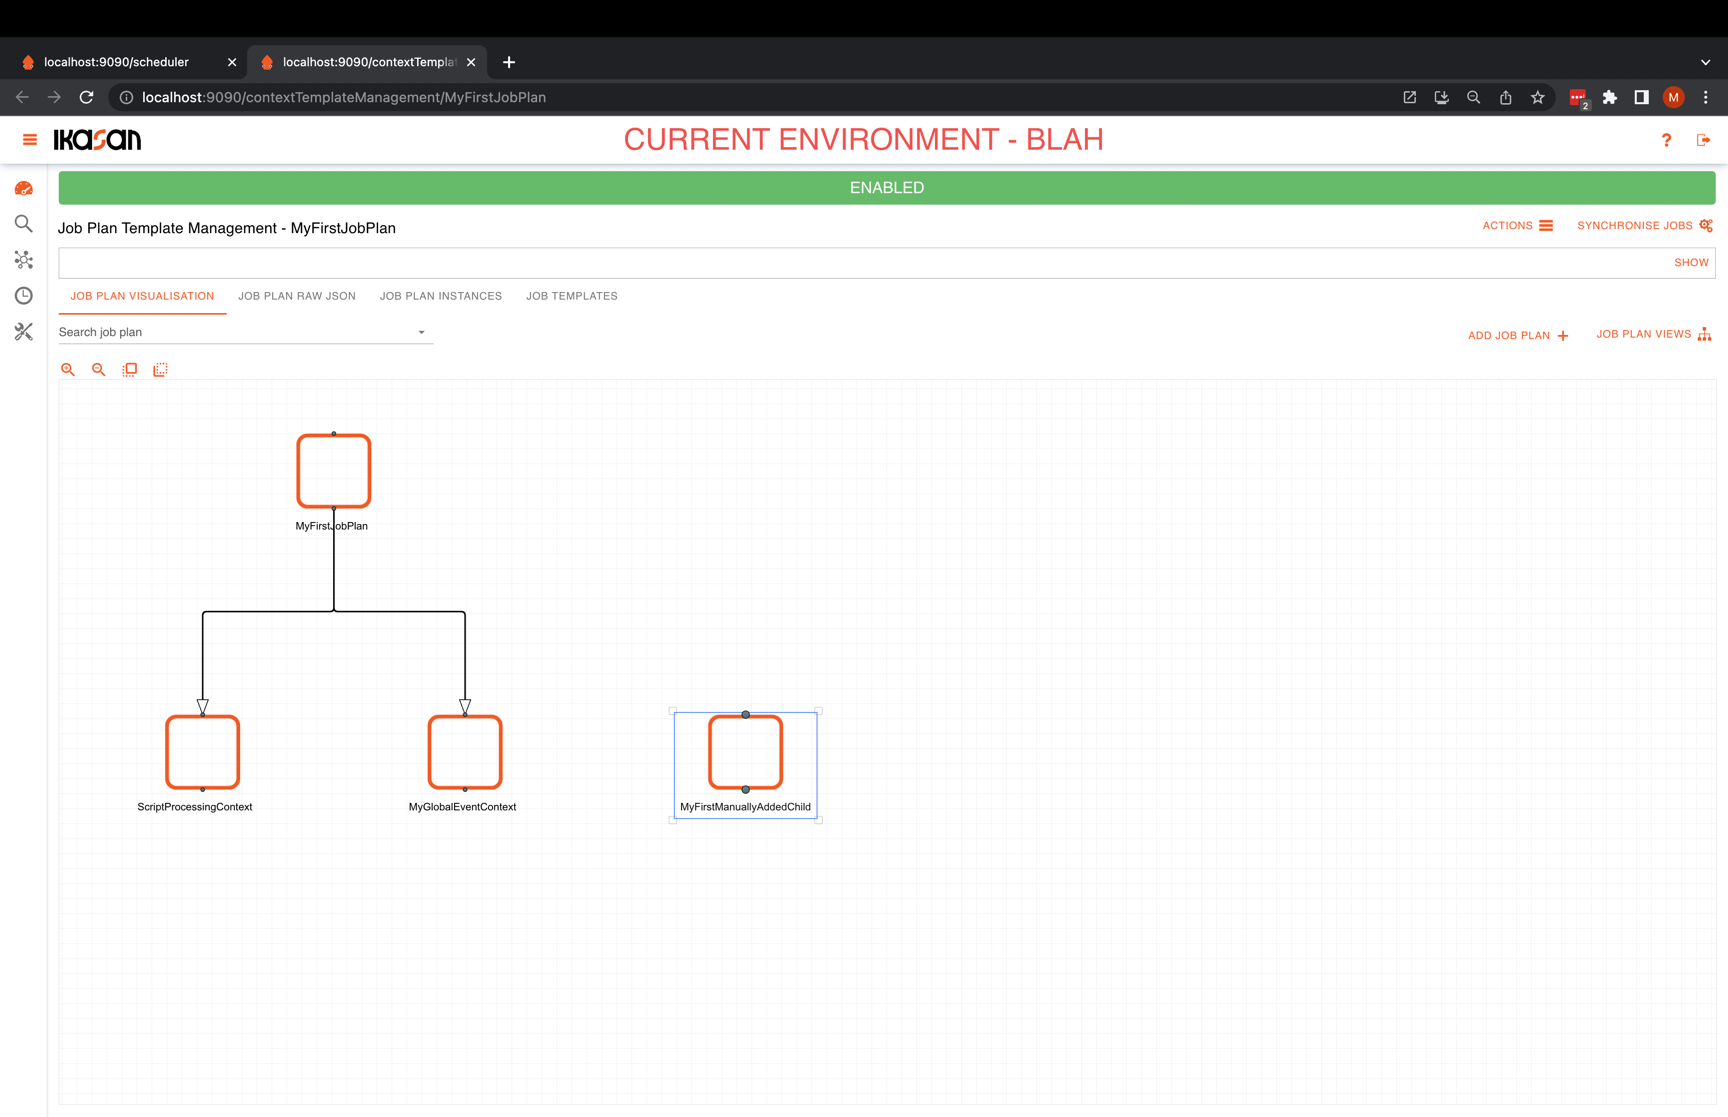 localhost:9090/scheduler
localhost:9090/contextTempla
localhost:9090/contextTemplateManagement/MyFirstJobPlan
2
M
IKASAN
CURRENT ENVIRONMENT - BLAH
?
ENABLED
Job Plan Template Management - MyFirstJobPlan
ACTIONS
SYNCHRONISE JOBS
SHOW
JOB PLAN VISUALISATION
JOB PLAN RAW JSON
JOB PLAN INSTANCES
JOB TEMPLATES
Search job plan
ADD JOB PLAN
JOB PLAN VIEWS
MyFirstJobPlan
ScriptProcessingContext
MyGlobalEventContext
MyFirstManuallyAddedChild